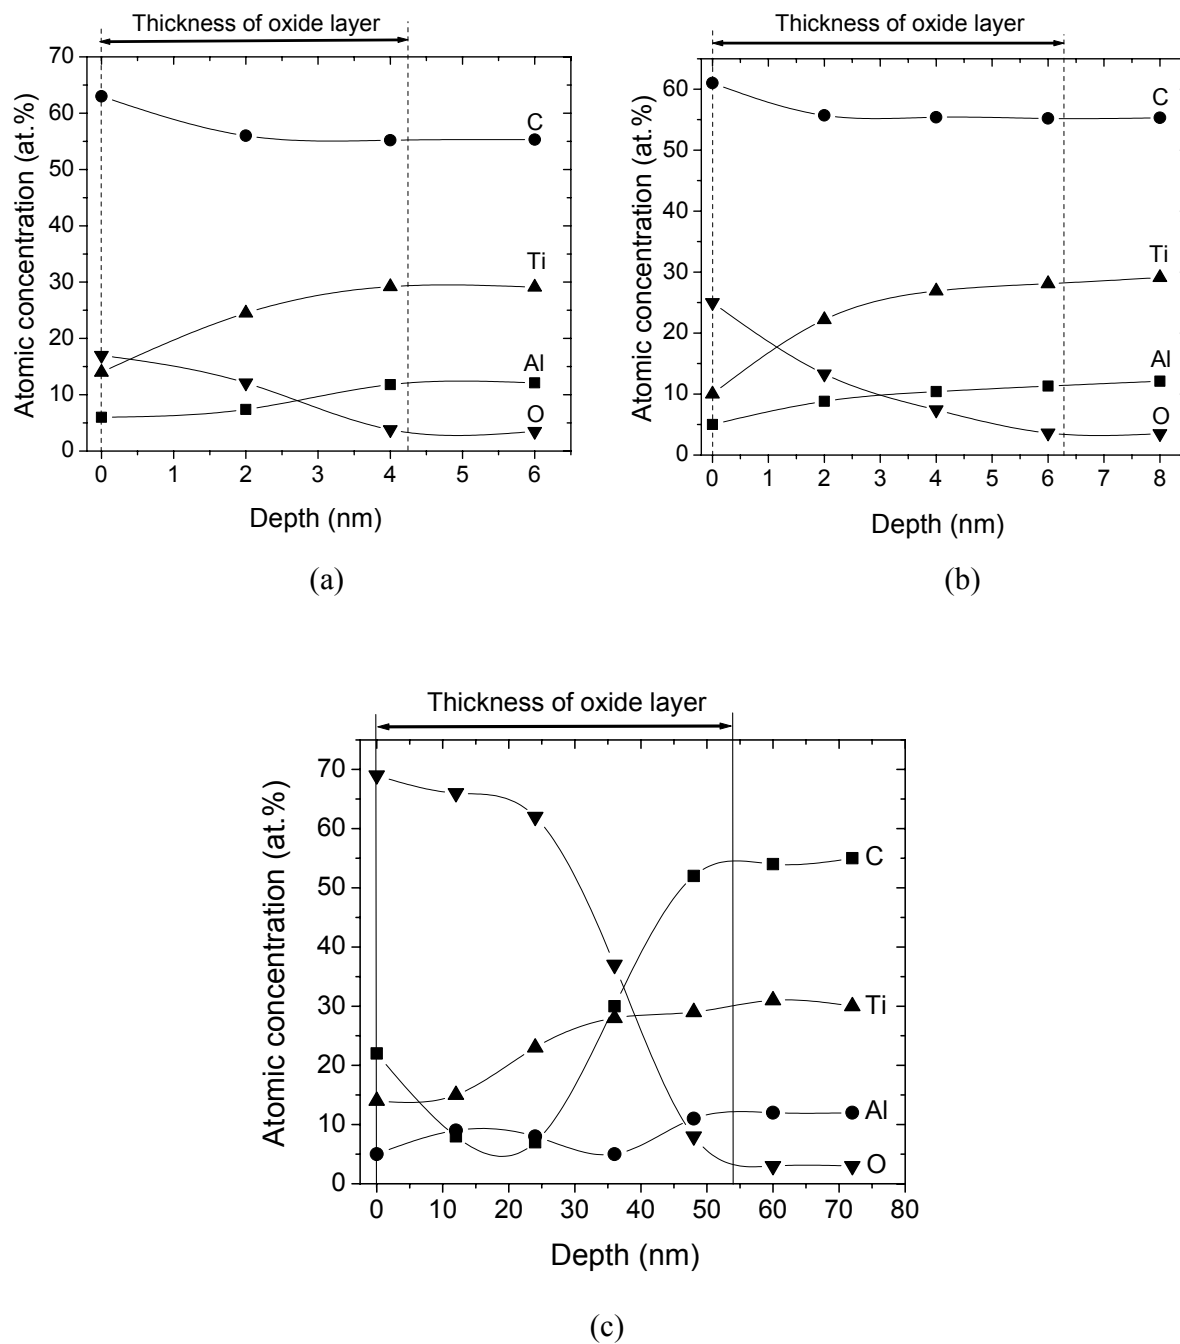 Thickness of oxide layer
70
60
50
40
30
20
10
0
Atomic concentration (at.%)
C
Ti
Al
O
0 1 2 3 4 5 6
Depth (nm)
(a)
Thickness of oxide layer
60
50
40
30
20
10
0
Atomic concentration (at.%)
C
Ti
Al
O
0 1 2 3 4 5 6 7 8
Depth (nm)
(b)
Thickness of oxide layer
70
60
50
40
30
20
10
0
Atomic concentration (at.%)
C
Ti
Al
O
0 10 20 30 40 50 60 70 80
Depth (nm)
(c)